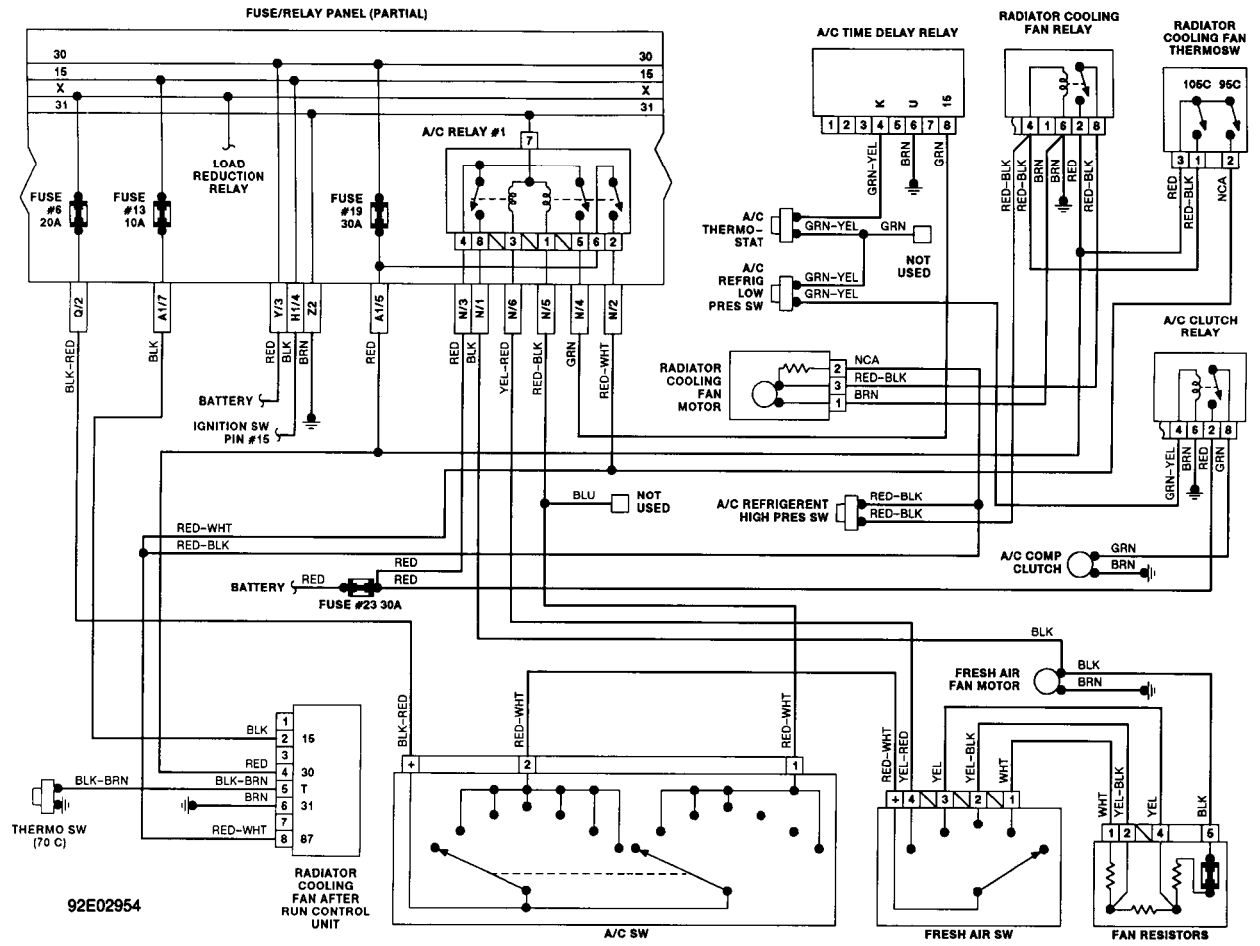 FUSE/RELAY PANEL (PARTIAL)
30
15
X
31
30
15
X
31
LOAD
REDUCTION
RELAY
FUSE
#6
20A
FUSE
#13
10A
FUSE
#19
30A
A/C RELAY #1
7
4 8 3 1 5 6 2
Q/2
A1/7
Y/3
H1/4
Z2
A1/5
N/3
N/1
N/6
N/5
N/4
N/2
BLK-RED
BLK
RED
BLK
BRN
RED
RED
BLK
YEL-RED
RED-BLK
GRN
RED-WHT
BATTERY
IGNITION SW
PIN #15
A/C TIME DELAY RELAY
K
U
15
1 2 3 4 5 6 7 8
GRN-YEL
BRN
GRN
A/C
THERMO-
STAT
GRN-YEL
GRN
NOT
USED
A/C
REFRIG
LOW
PRES SW
GRN-YEL
GRN-YEL
RADIATOR COOLING
FAN RELAY
4 1 6 2 8
RED-BLK
RED-BLK
BRN
BRN
RED
RED-BLK
RADIATOR
COOLING FAN
THERMOSW
105C 95C
3 1 2
RED
RED-BLK
NCA
RADIATOR
COOLING
FAN
MOTOR
2
3
1
NCA
RED-BLK
BRN
A/C CLUTCH
RELAY
4 6 2 8
GRN-YEL
BRN
RED
GRN
BLU
NOT
USED
A/C REFRIGERENT
HIGH PRES SW
RED-BLK
RED-BLK
RED-WHT
RED-BLK
A/C COMP
CLUTCH
GRN
BRN
BATTERY
RED
RED
RED
FUSE #23 30A
BLK
FRESH AIR
FAN MOTOR
BLK
BRN
THERMO SW
(70 C)
BLK
RED
BLK-BRN
BLK-BRN
BRN
RED-WHT
1
2 15
3
4 30
5 T
6 31
7
8 87
RADIATOR
COOLING
FAN AFTER
RUN CONTROL
UNIT
BLK-RED
RED-WHT
RED-WHT
+ 2 1
A/C SW
RED-WHT
YEL-RED
YEL
YEL-BLK
WHT
+ 4 3 2 1
FRESH AIR SW
WHT
YEL-BLK
YEL
BLK
1 2 4 5
FAN RESISTORS
92E02954